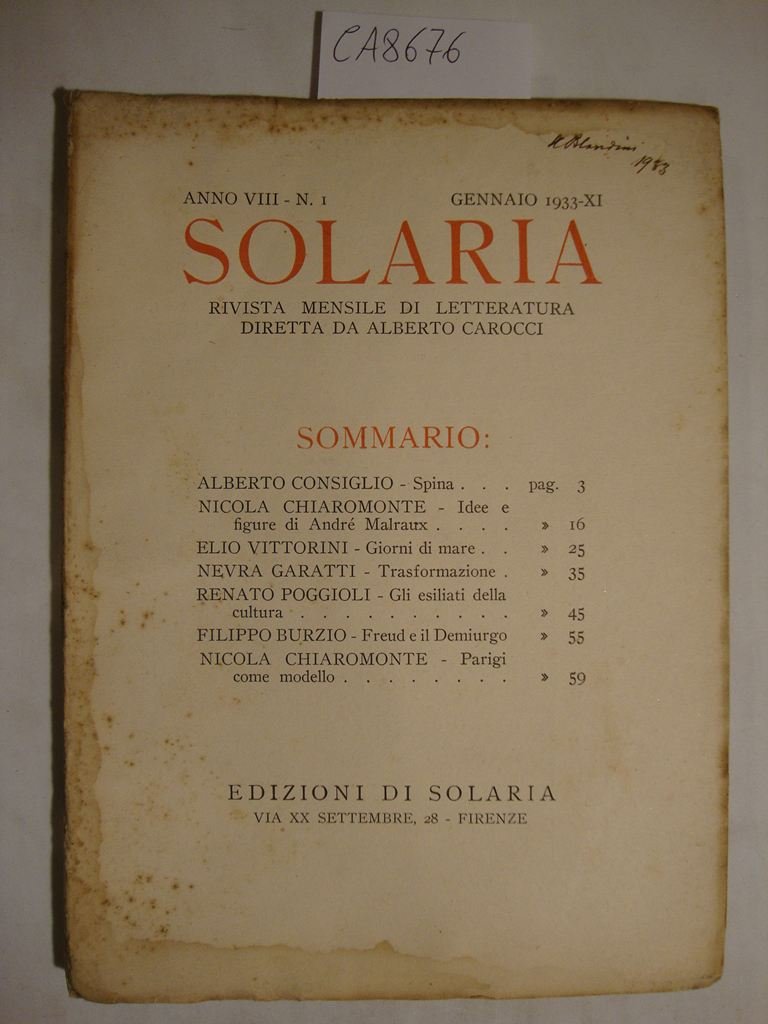 CA8676
Blandini
1983
ANNO VIII - N. 1 GENNAIO 1933-XI
SOLARIA
RIVISTA MENSILE DI LETTERATURA
DIRETTA DA ALBERTO CAROCCI
SOMMARIO:
ALBERTO CONSIGLIO - Spina . . . pag. 3
NICOLA CHIAROMONTE - Idee e
figure di André Malraux . . . . » 16
ELIO VITTORINI - Giorni di mare . . » 25
NEVRA GARATTI - Trasformazione . » 35
RENATO POGGIOLI - Gli esiliati della
cultura . . . . . . . . . . » 45
FILIPPO BURZIO - Freud e il Demiurgo » 55
NICOLA CHIAROMONTE - Parigi
come modello . . . . . . . . » 59
EDIZIONI DI SOLARIA
VIA XX SETTEMBRE, 28 - FIRENZE